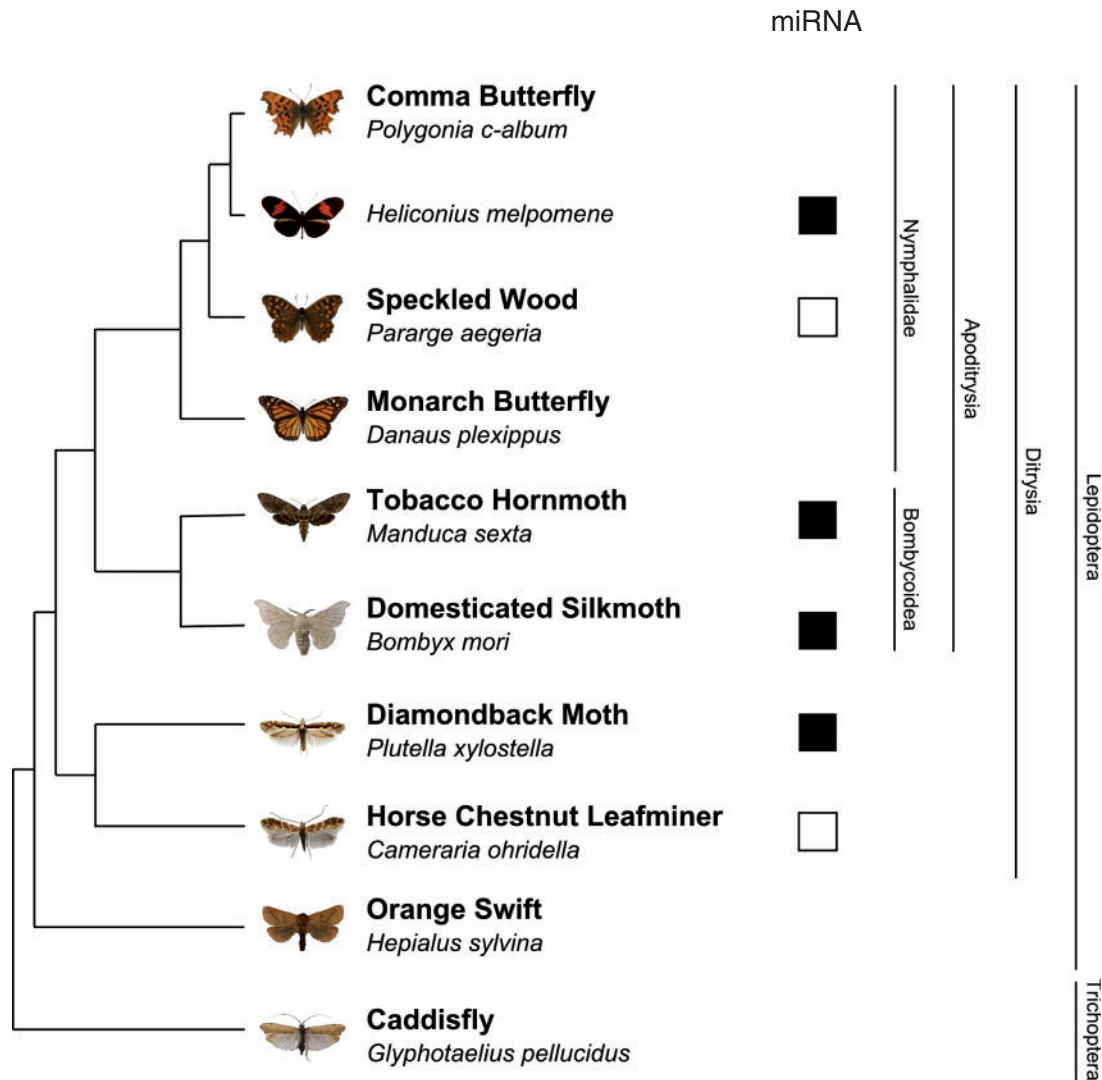 miRNA
Comma Butterfly
Polygonia c-album
Heliconius melpomene
Speckled Wood
Pararge aegeria
Monarch Butterfly
Danaus plexippus
Tobacco Hornmoth
Manduca sexta
Domesticated Silkmoth
Bombyx mori
Diamondback Moth
Plutella xylostella
Horse Chestnut Leafminer
Cameraria ohridella
Orange Swift
Hepialus sylvina
Caddisfly
Glyphotaelius pellucidus
Nymphalidae
Bombycoidea
Apoditrysia
Ditrysia
Lepidoptera
Trichoptera